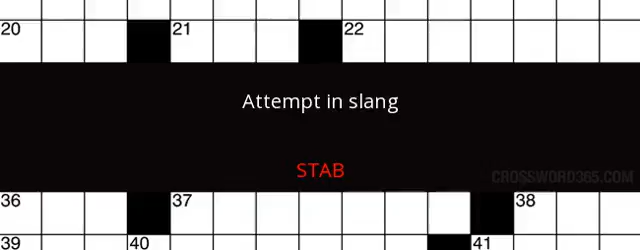 20 21 22
Attempt in slang
STAB
CROSSWORD365.COM
36 37 38
39 40 41